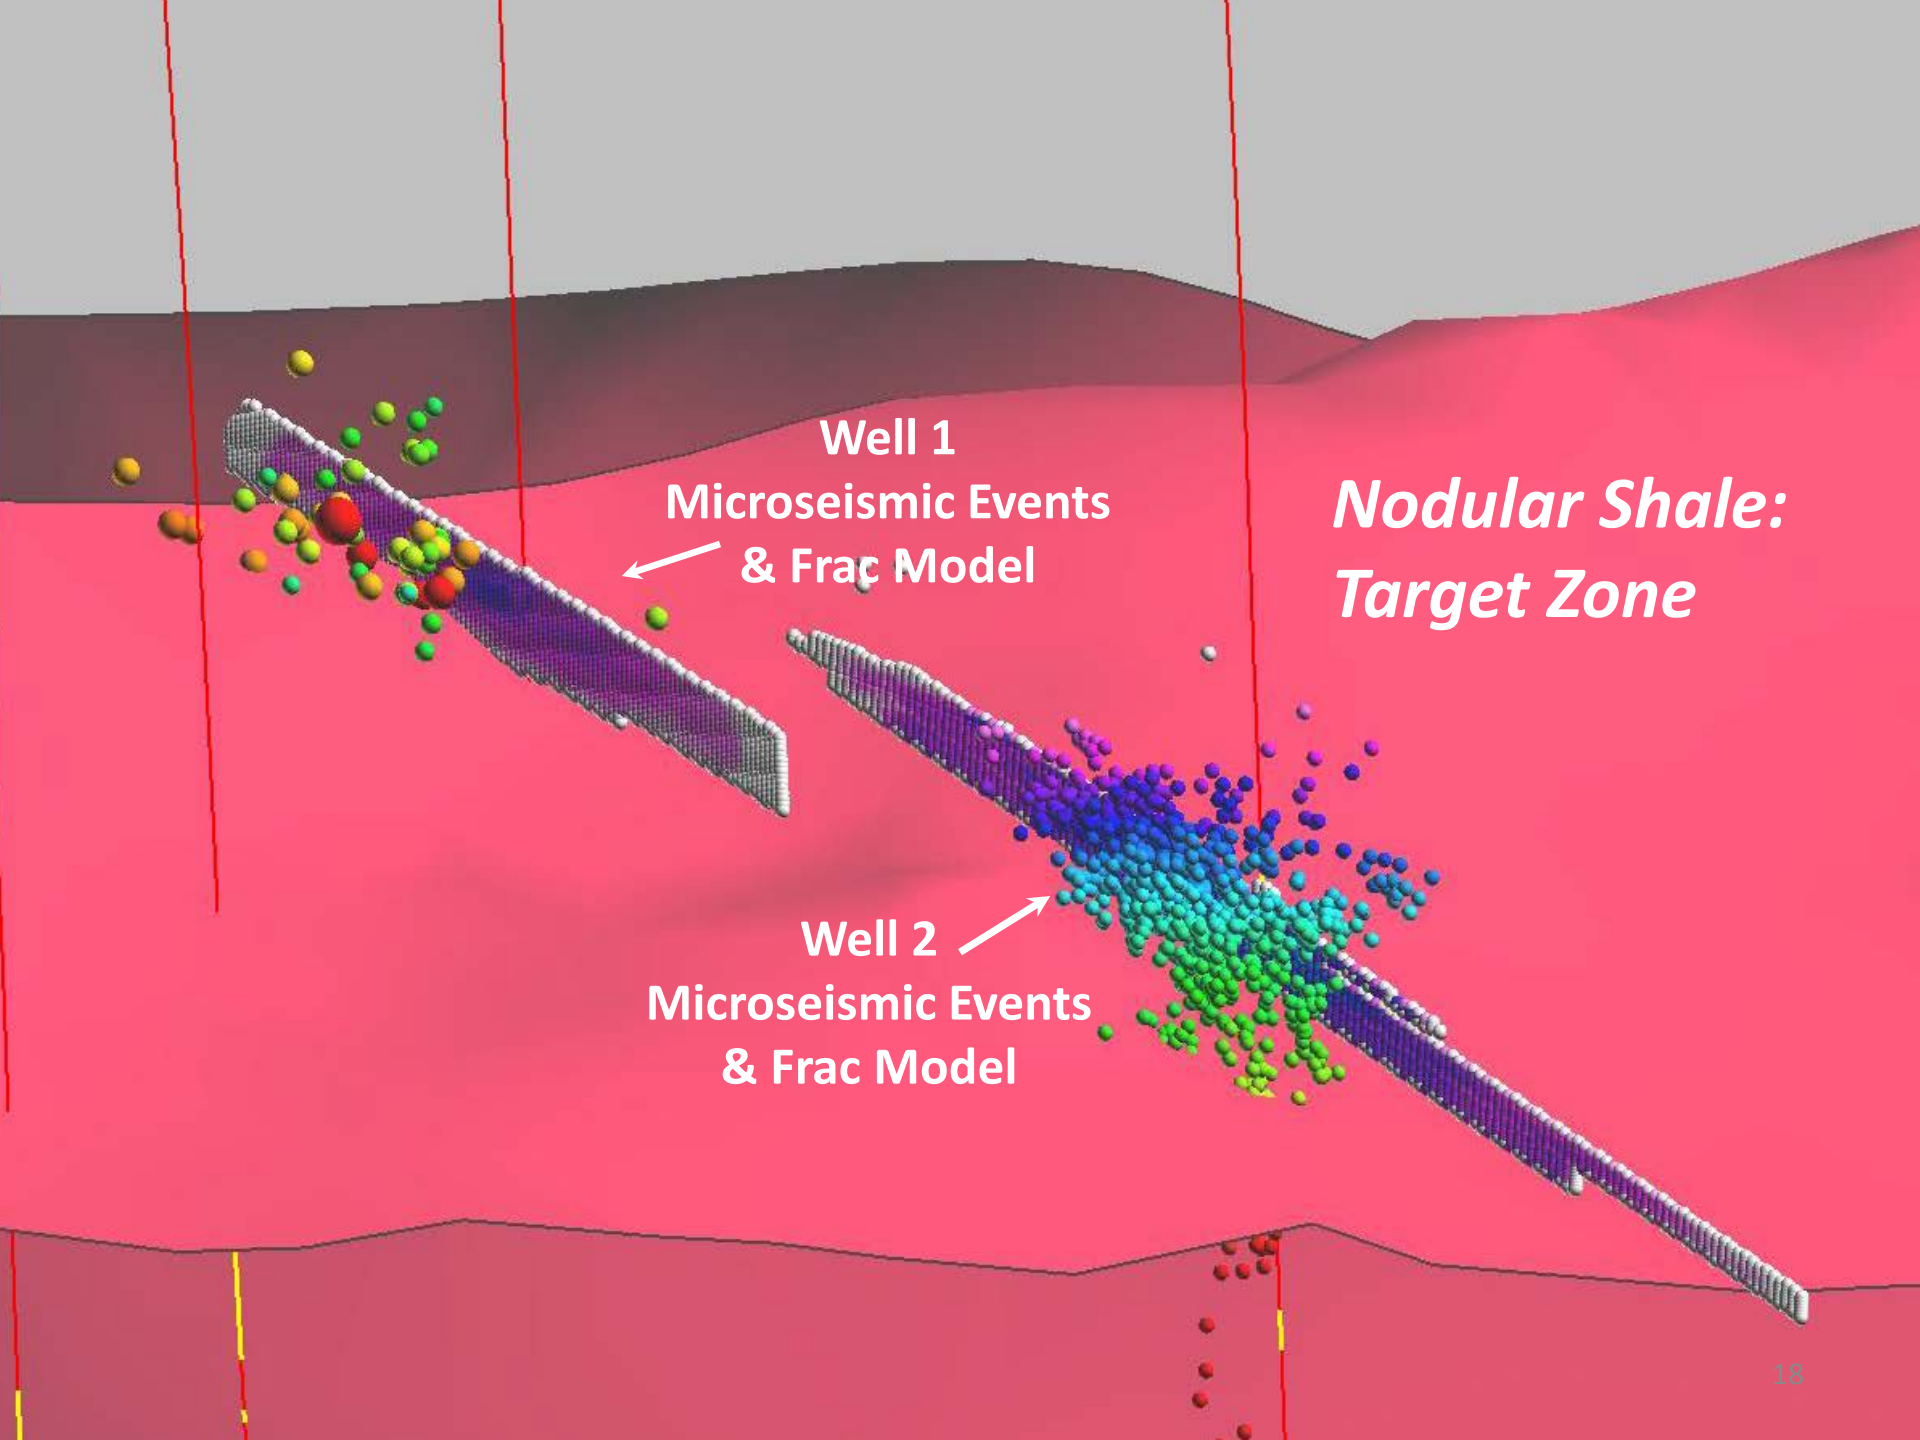 Well 1
Microseismic Events
& Frac Model
Nodular Shale:
Target Zone
Well 2
Microseismic Events
& Frac Model
18